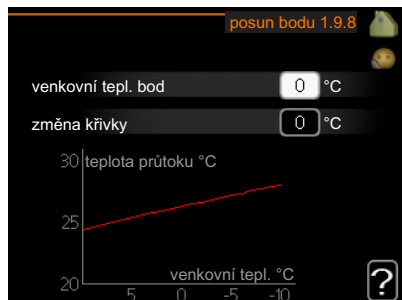 posun bodu 1.9.8
venkovní tepl. bod 0 °C
změna křivky 0 °C
30 teplota průtoku °C
25
venkovní tepl. °C
20
5 0 -5 -10
?